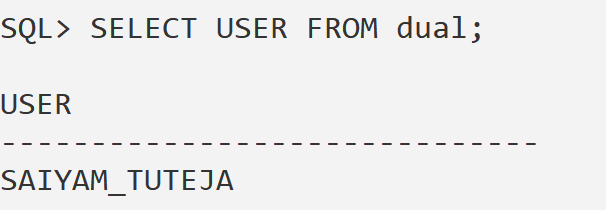 SQL> SELECT USER FROM dual;
USER
------------------------------
SAIYAM_TUTEJA